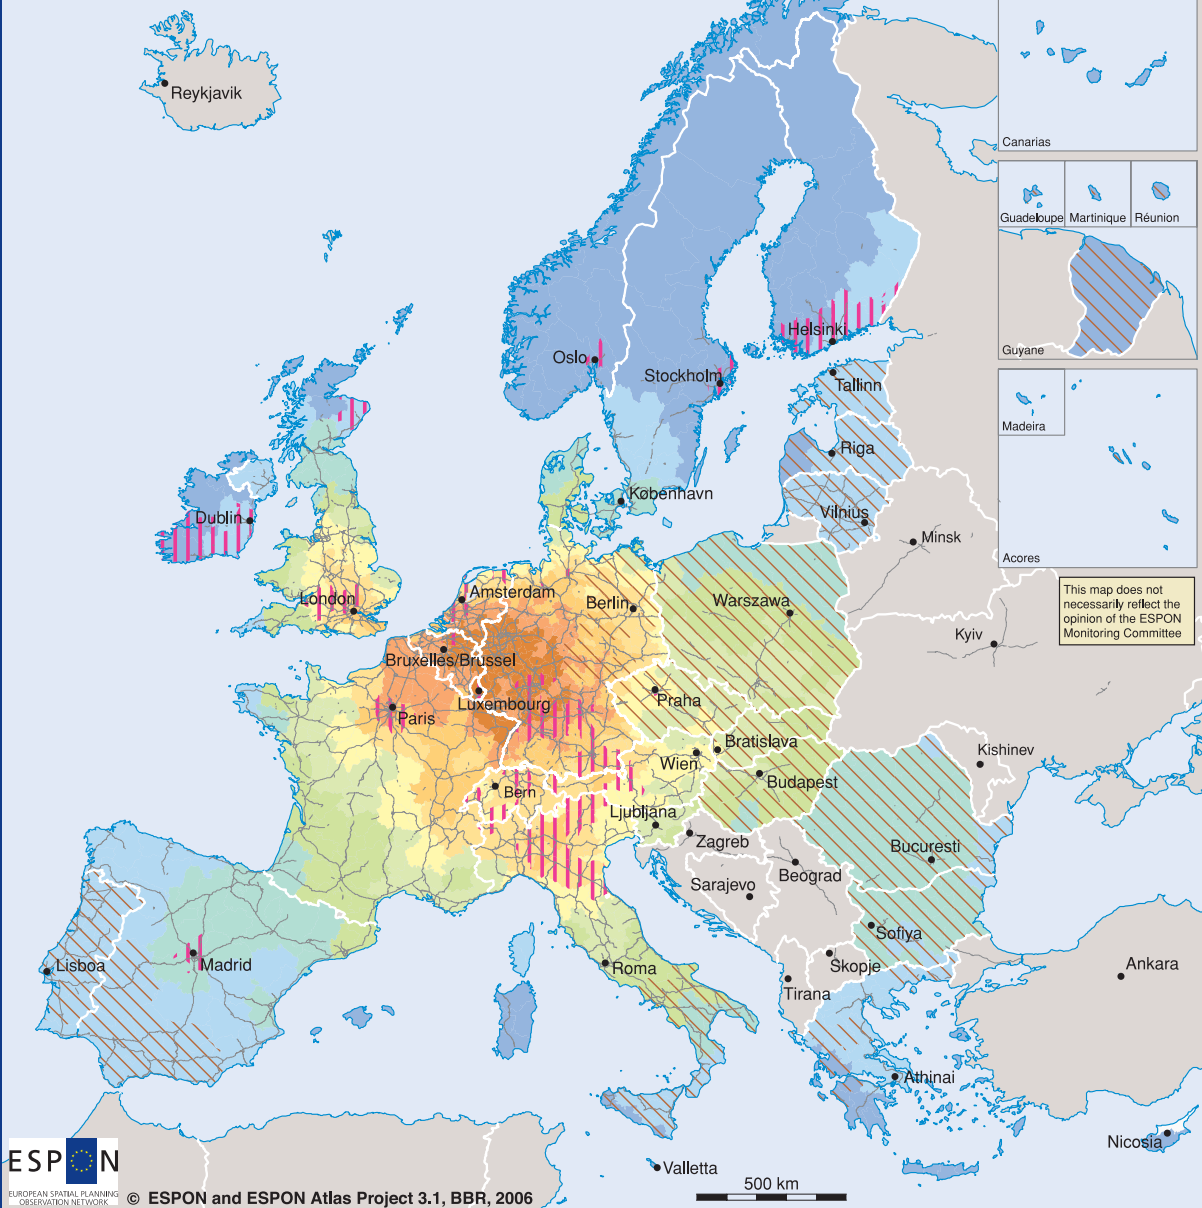 Reykjavik
Canarias
Guadeloupe
Martinique
Réunion
Guyane
Helsinki
Oslo
Stockholm
Tallinn
Madeira
Riga
København
Vilnius
Dublin
Minsk
Acores
This map does not
necessarily reflect the
opinion of the ESPON
Monitoring Committee
London
Amsterdam
Berlin
Warszawa
Kyiv
Bruxelles/Brussel
Luxembourg
Praha
Paris
Bratislava
Kishinev
Wien
Budapest
Bern
Ljubljana
Zagreb
Bucuresti
Beograd
Sarajevo
Sofiya
Lisboa
Madrid
Roma
Skopje
Ankara
Tirana
Athinai
Nicosia
Valletta
ESPON
EUROPEAN SPATIAL PLANNING
OBSERVATION NETWORK
© ESPON and ESPON Atlas Project 3.1, BBR, 2006
500 km